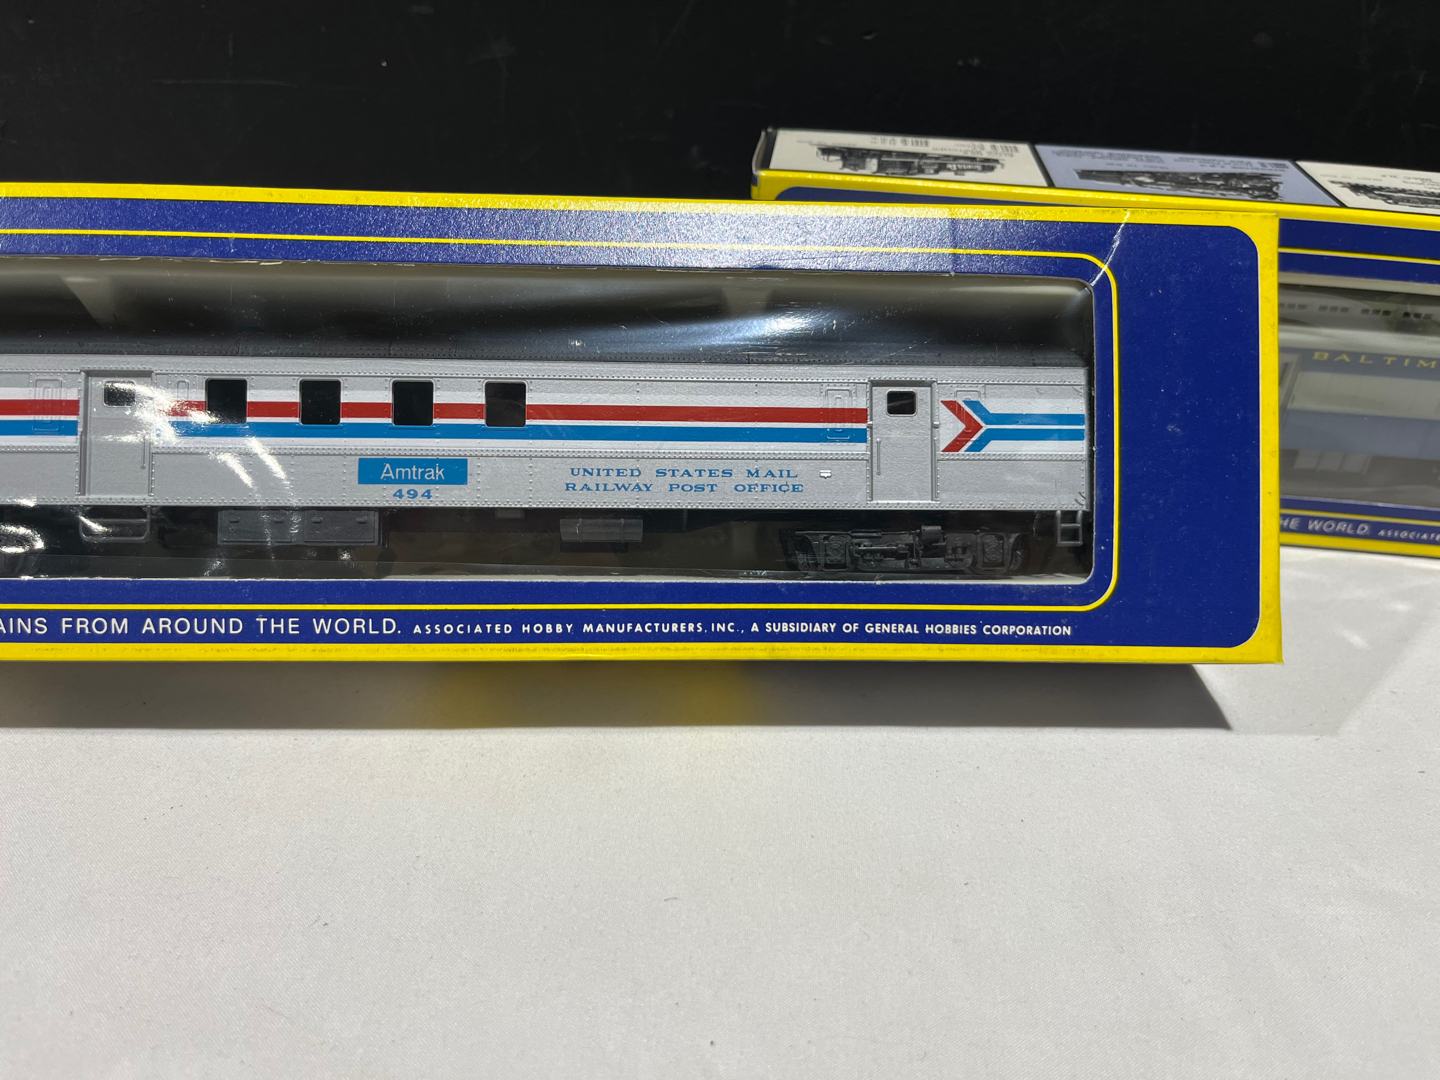 Amtrak
494
UNITED STATES MAIL
RAILWAY POST OFFICE
AINS FROM AROUND THE WORLD. ASSOCIATED HOBBY MANUFACTURERS, INC., A SUBSIDIARY OF GENERAL HOBBIES CORPORATION
BALTIM
HE WORLD. ASSOCIATE